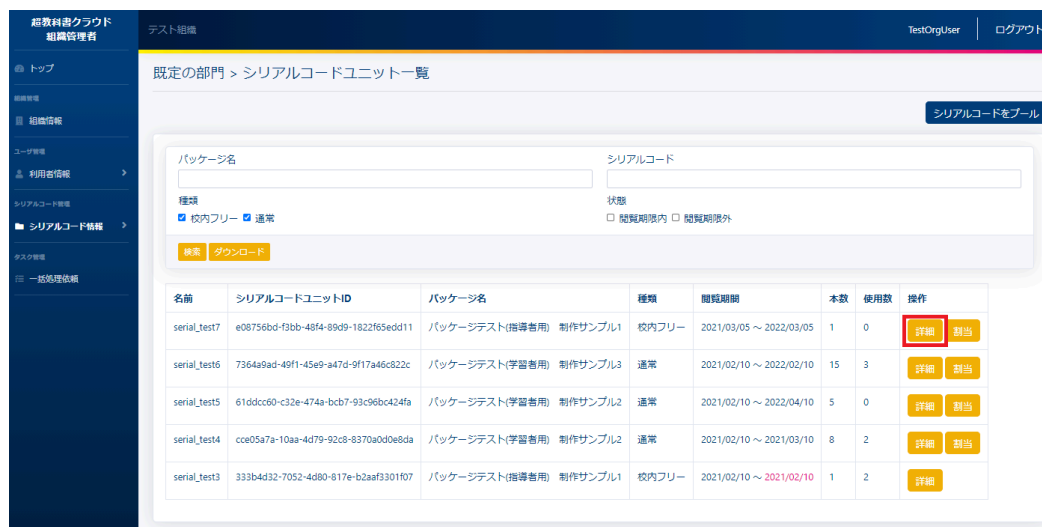 超教科書クラウド
組織管理者
テスト組織
TestOrgUser
ログアウト
トップ
組織管理
組織情報
ユーザ管理
利用者情報
シリアルコード管理
シリアルコード情報
タスク管理
一括処理依頼
既定の部門 > シリアルコードユニット一覧
シリアルコードをプール
パッケージ名
シリアルコード
種類
校内フリー 通常
状態
閲覧期限内 閲覧期限外
検索 ダウンロード
名前 シリアルコードユニットID パッケージ名 種類 閲覧期間 本数 使用数 操作
serial_test7 e08756bd-f3bb-48f4-89d9-1822f65edd11 パッケージテスト(指導者用) 制作サンプル1 校内フリー 2021/03/05 ～ 2022/03/05 1 0 詳細 割当
serial_test6 7364a9ad-49f1-45e9-a47d-9f17a46c822c パッケージテスト(学習者用) 制作サンプル3 通常 2021/02/10 ～ 2022/02/10 15 3 詳細 割当
serial_test5 61ddcc60-c32e-474a-bcb7-93c96bc424fa パッケージテスト(学習者用) 制作サンプル2 通常 2021/02/10 ～ 2022/04/10 5 0 詳細 割当
serial_test4 cce05a7a-10aa-4d79-92c8-8370a0d0e8da パッケージテスト(学習者用) 制作サンプル2 通常 2021/02/10 ～ 2021/03/10 8 2 詳細 割当
serial_test3 333b4d32-7052-4d80-817e-b2aaf3301f07 パッケージテスト(指導者用) 制作サンプル1 校内フリー 2021/02/10 ～ 2021/02/10 1 2 詳細